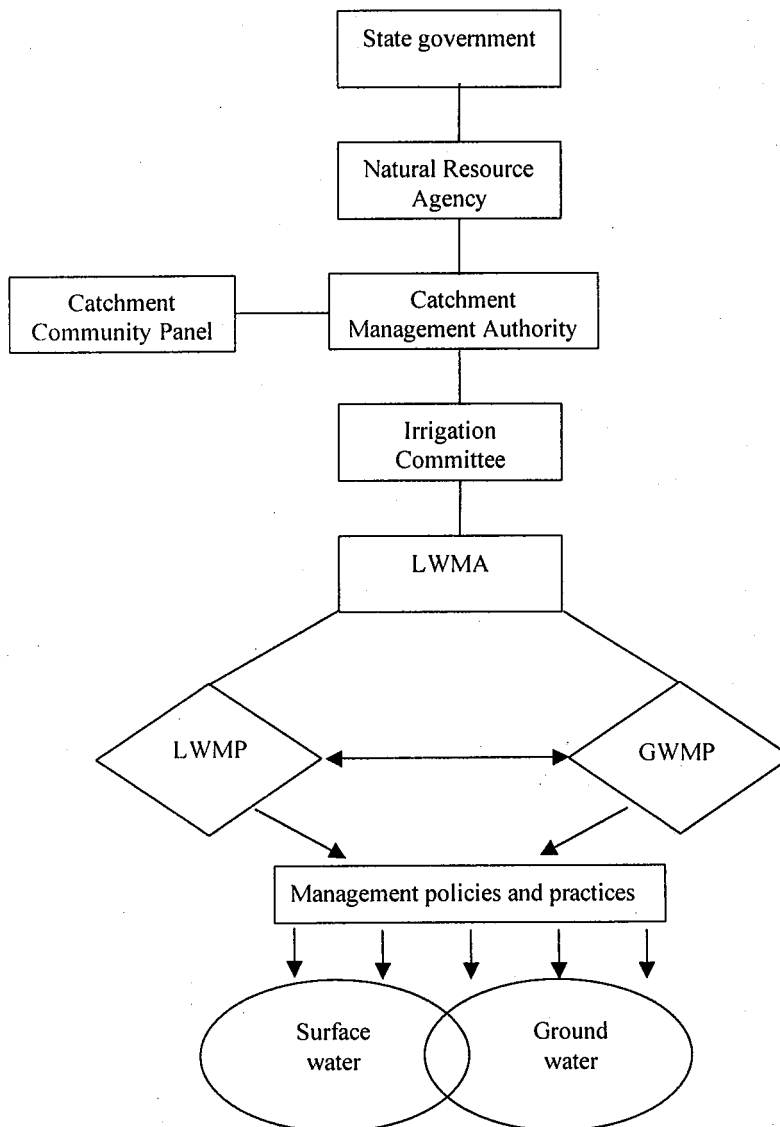 State government
Natural Resource
Agency
Catchment
Community Panel
Catchment
Management Authority
Irrigation
Committee
LWMA
LWMP
GWMP
Management policies and practices
Surface
water
Ground
water